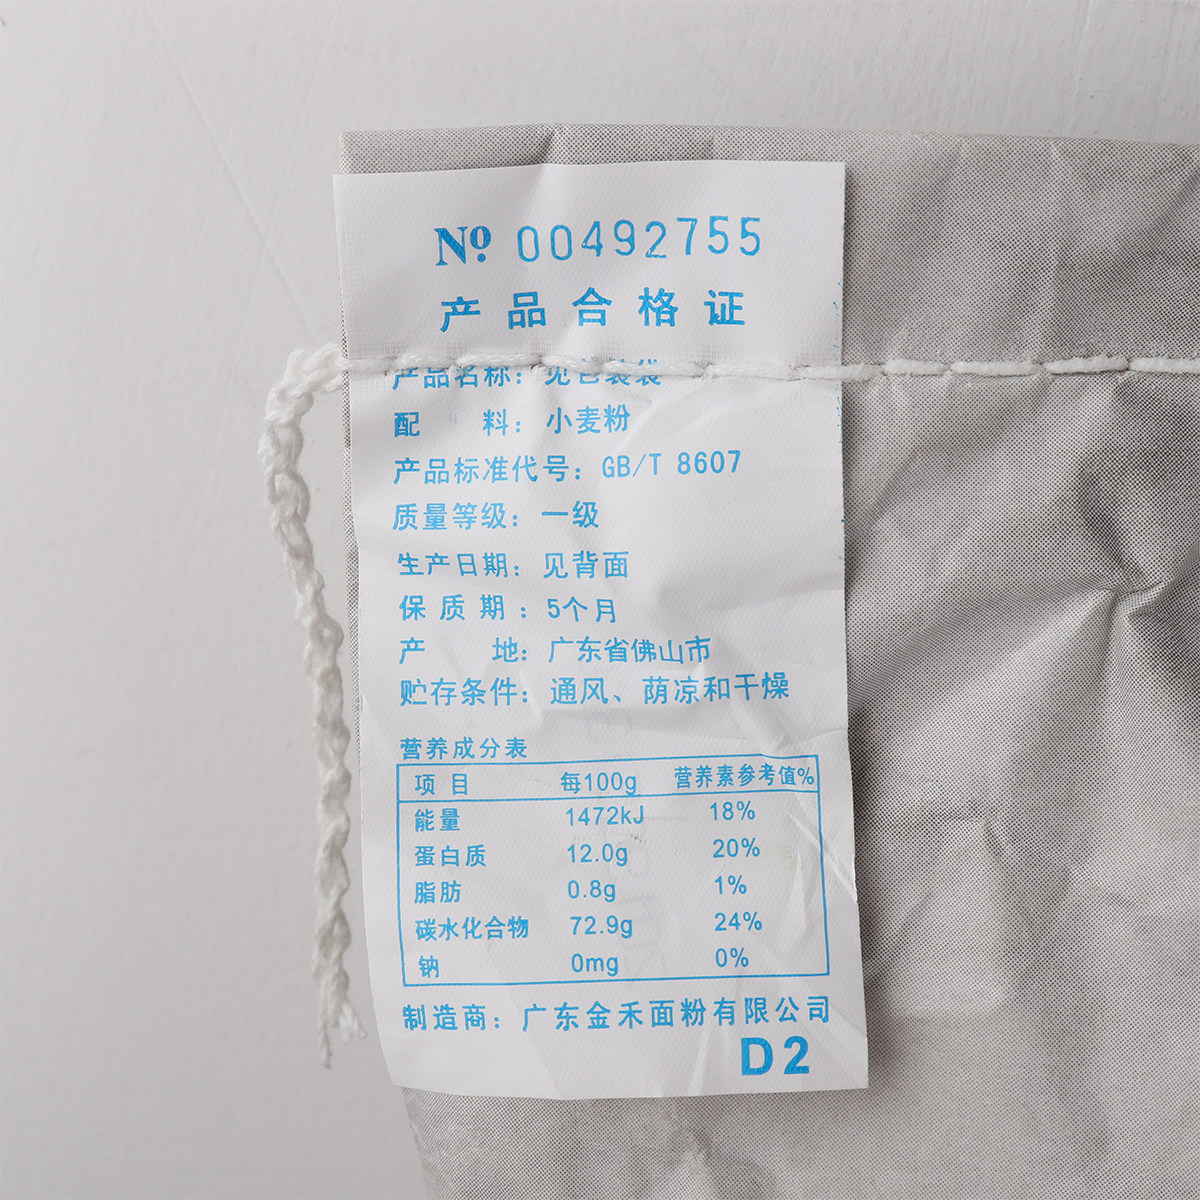 № 00492755
产品合格证
产品名称：见包装袋
配 料：小麦粉
产品标准代号：GB/T 8607
质量等级：一级
生产日期：见背面
保质期：5个月
产 地：广东省佛山市
贮存条件：通风、荫凉和干燥
营养成分表
项目 每100g 营养素参考值%
能量 1472kJ 18%
蛋白质 12.0g 20%
脂肪 0.8g 1%
碳水化合物 72.9g 24%
钠 0mg 0%
制造商：广东金禾面粉有限公司
D2